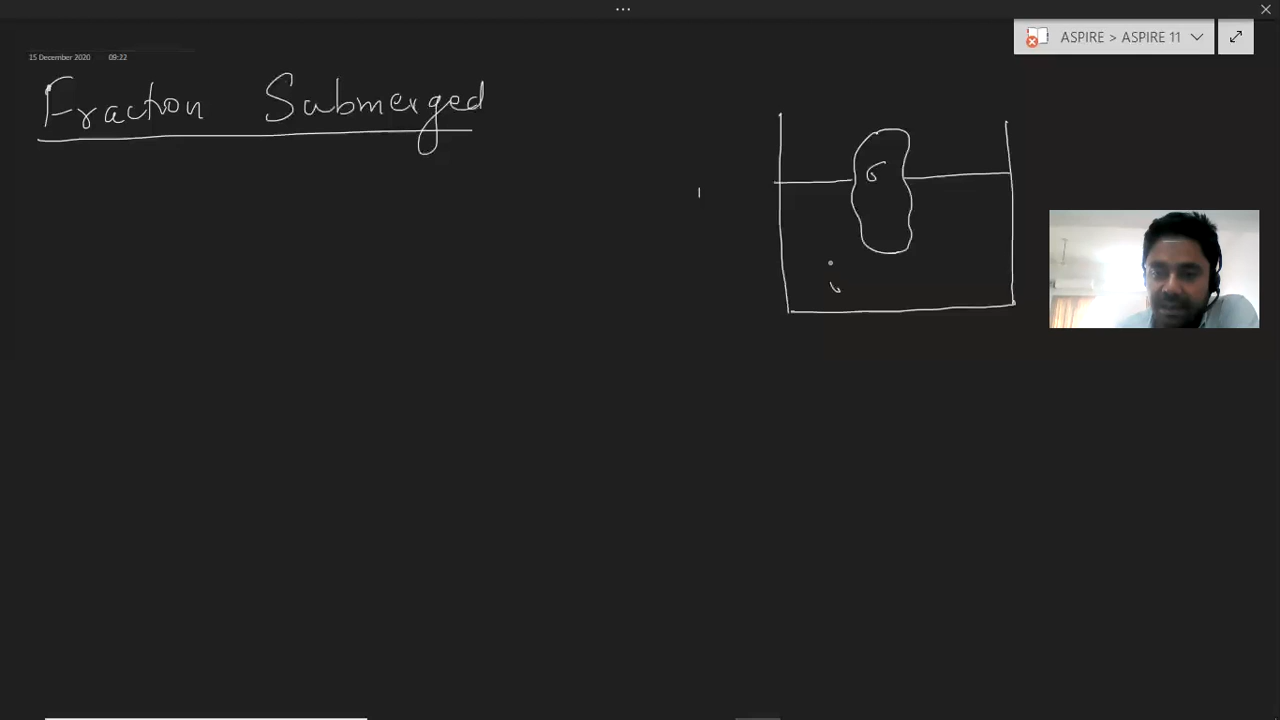 ASPIRE > ASPIRE 11
15 December 2020 09:22
Fraction Submerged
σ